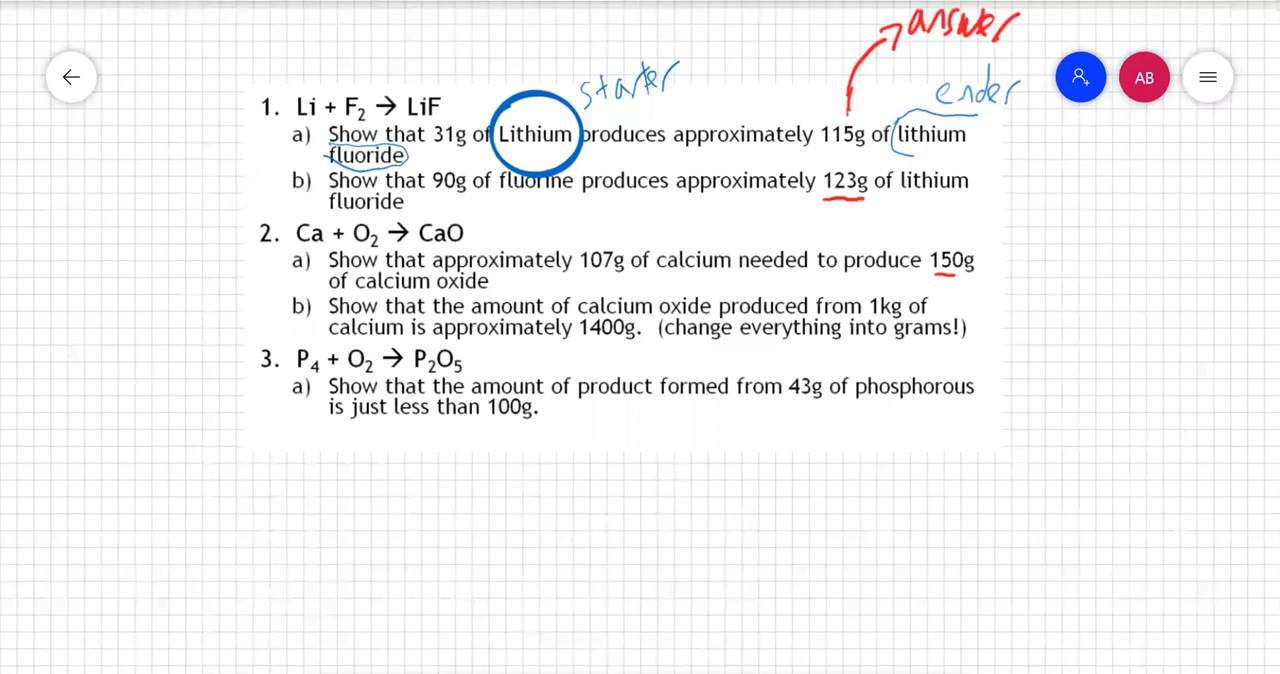 answer
starter
ender
AB
1. Li + F₂ → LiF
a) Show that 31g of Lithium produces approximately 115g of lithium
fluoride
b) Show that 90g of fluorine produces approximately 123g of lithium
fluoride
2. Ca + O₂ → CaO
a) Show that approximately 107g of calcium needed to produce 150g
of calcium oxide
b) Show that the amount of calcium oxide produced from 1kg of
calcium is approximately 1400g. (change everything into grams!)
3. P₄ + O₂ → P₂O₅
a) Show that the amount of product formed from 43g of phosphorous
is just less than 100g.